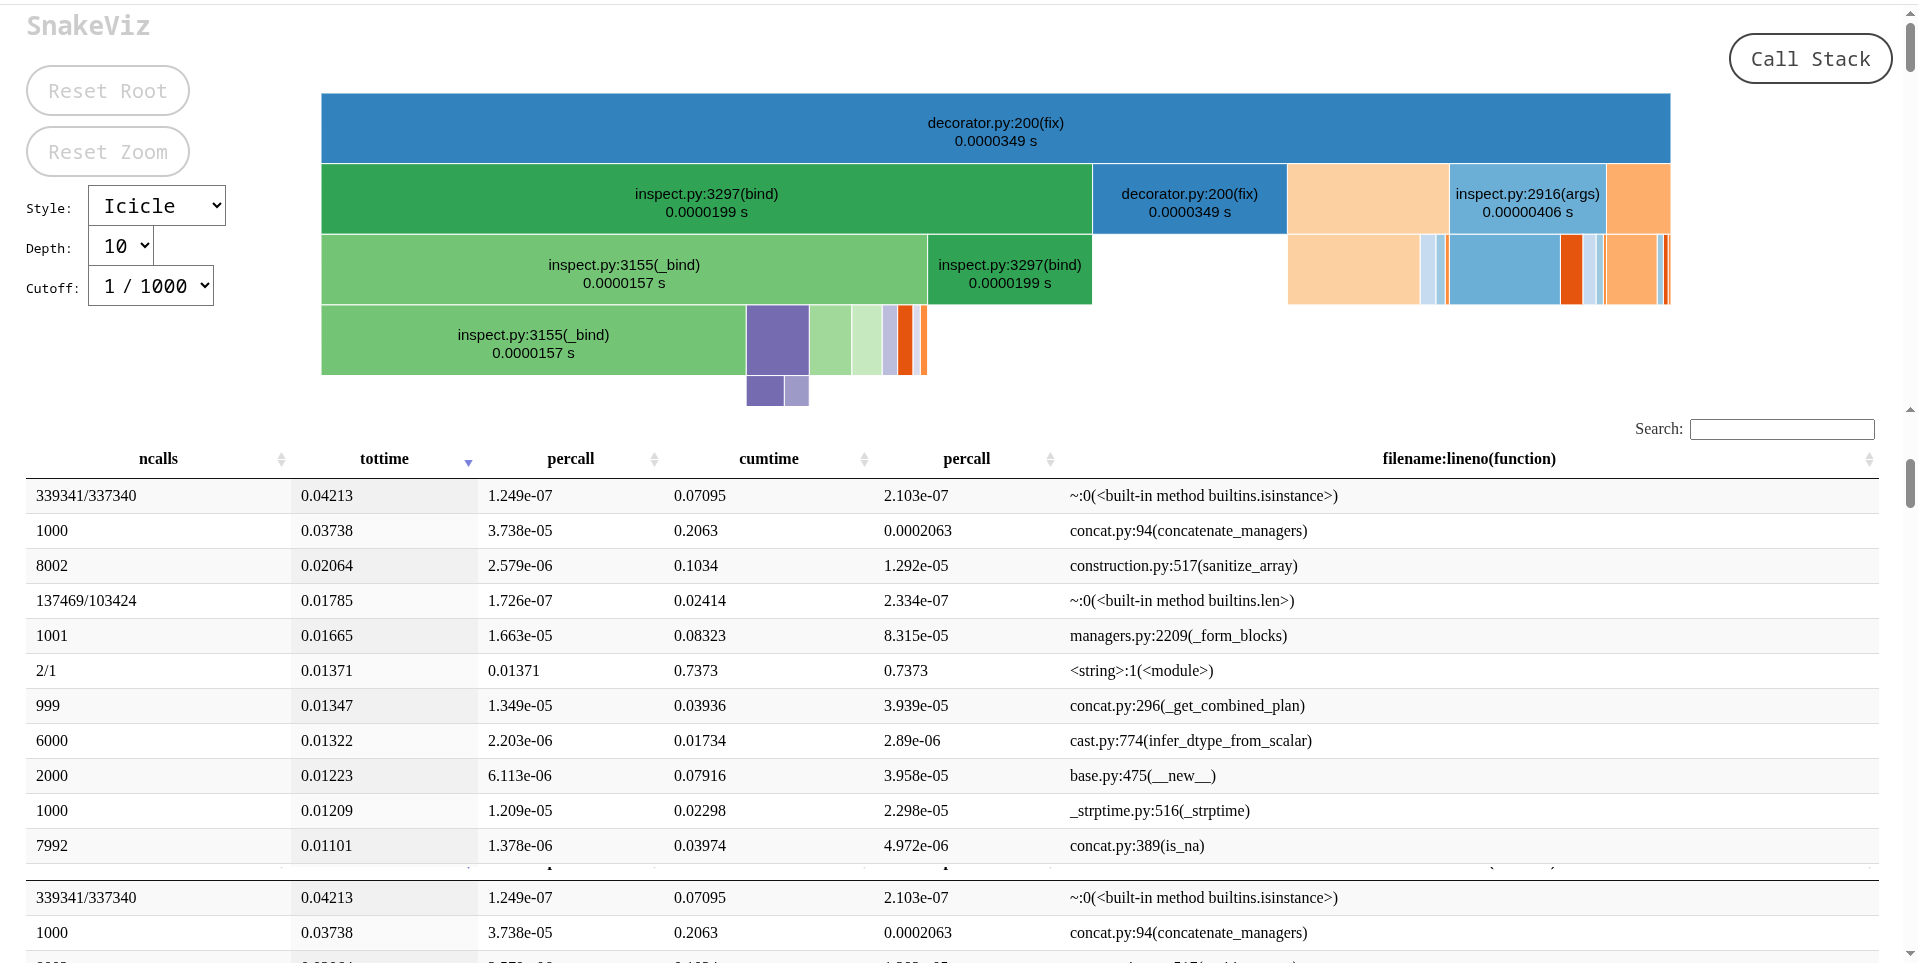 SnakeViz
Call Stack
Reset Root
Reset Zoom
Style: Icicle
Depth: 10
Cutoff: 1 / 1000
decorator.py:200(fix)
0.0000349 s
inspect.py:3297(bind)
0.0000199 s
decorator.py:200(fix)
0.0000349 s
inspect.py:2916(args)
0.00000406 s
inspect.py:3155(_bind)
0.0000157 s
inspect.py:3297(bind)
0.0000199 s
inspect.py:3155(_bind)
0.0000157 s
Search:
ncalls tottime percall cumtime percall filename:lineno(function)
339341/337340 0.04213 1.249e-07 0.07095 2.103e-07 ~:0(<built-in method builtins.isinstance>)
1000 0.03738 3.738e-05 0.2063 0.0002063 concat.py:94(concatenate_managers)
8002 0.02064 2.579e-06 0.1034 1.292e-05 construction.py:517(sanitize_array)
137469/103424 0.01785 1.726e-07 0.02414 2.334e-07 ~:0(<built-in method builtins.len>)
1001 0.01665 1.663e-05 0.08323 8.315e-05 managers.py:2209(_form_blocks)
2/1 0.01371 0.01371 0.7373 0.7373 <string>:1(<module>)
999 0.01347 1.349e-05 0.03936 3.939e-05 concat.py:296(_get_combined_plan)
6000 0.01322 2.203e-06 0.01734 2.89e-06 cast.py:774(infer_dtype_from_scalar)
2000 0.01223 6.113e-06 0.07916 3.958e-05 base.py:475(__new__)
1000 0.01209 1.209e-05 0.02298 2.298e-05 _strptime.py:516(_strptime)
7992 0.01101 1.378e-06 0.03974 4.972e-06 concat.py:389(is_na)
339341/337340 0.04213 1.249e-07 0.07095 2.103e-07 ~:0(<built-in method builtins.isinstance>)
1000 0.03738 3.738e-05 0.2063 0.0002063 concat.py:94(concatenate_managers)